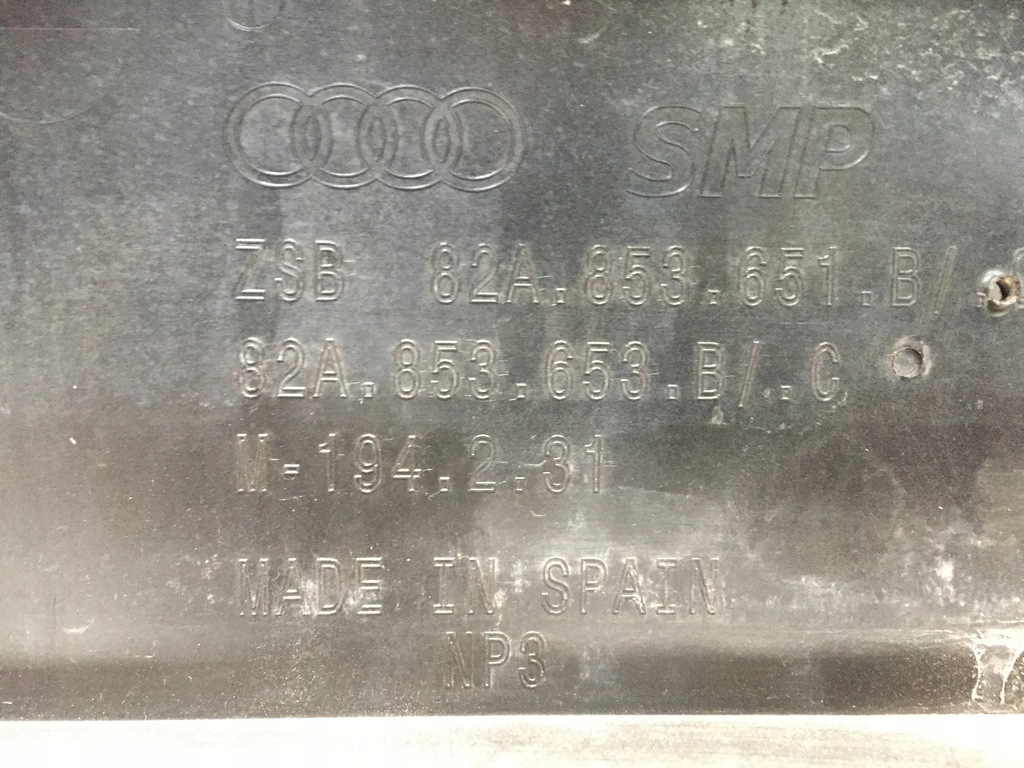 SMP
ZSB 82A.853.651.B/.
82A.853.653.B/.C
M-194.2.31
MADE IN SPAIN
NP3